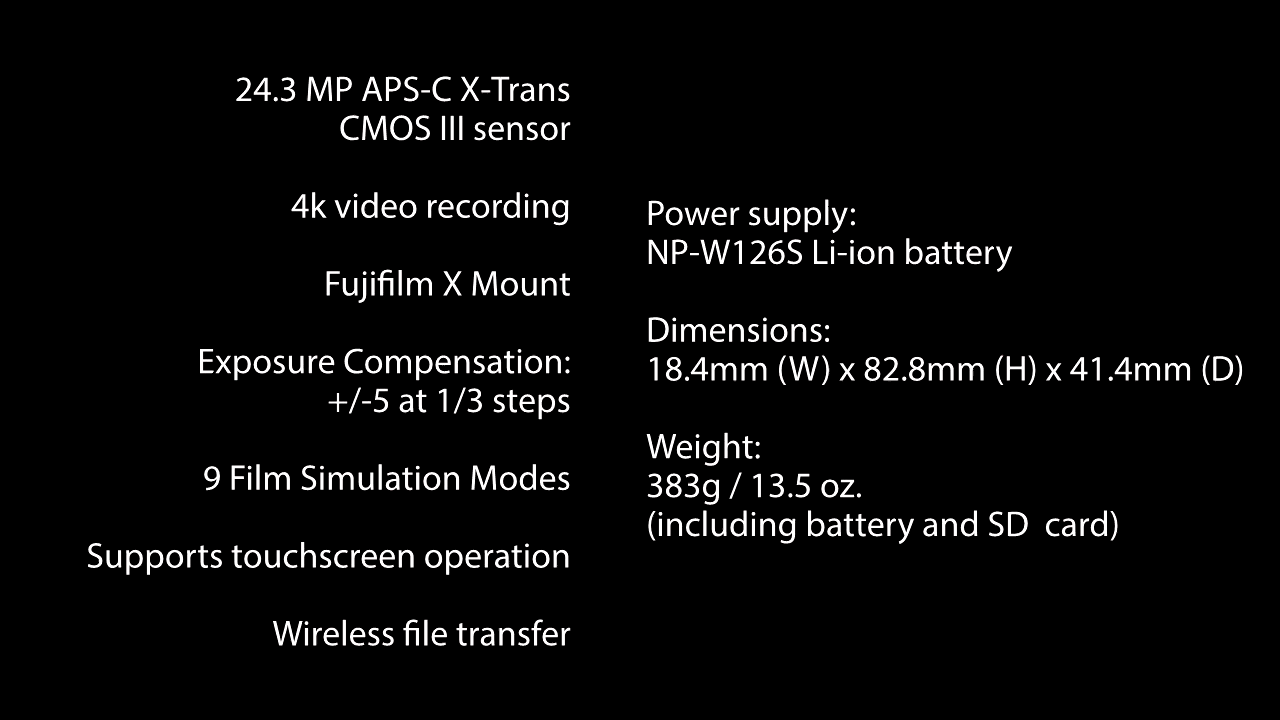 24.3 MP APS-C X-Trans
CMOS III sensor
4k video recording
Fujifilm X Mount
Exposure Compensation:
+/-5 at 1/3 steps
9 Film Simulation Modes
Supports touchscreen operation
Wireless file transfer
Power supply:
NP-W126S Li-ion battery
Dimensions:
18.4mm (W) x 82.8mm (H) x 41.4mm (D)
Weight:
383g / 13.5 oz.
(including battery and SD  card)